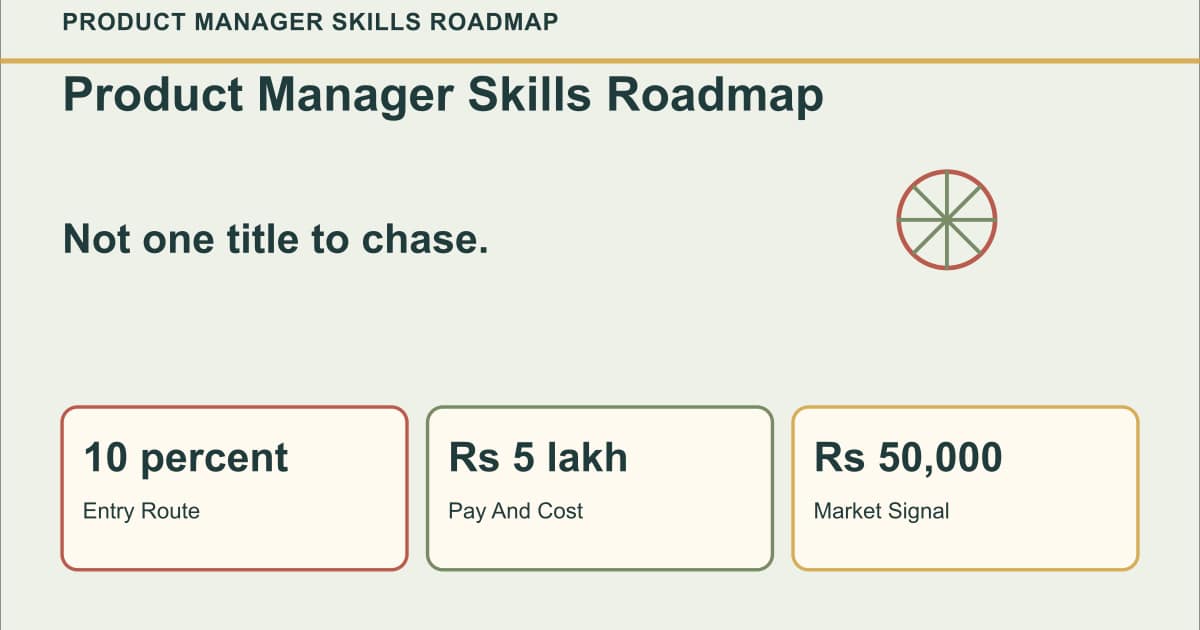 PRODUCT MANAGER SKILLS ROADMAP
Product Manager Skills Roadmap
Not one title to chase.
10 percent
Entry Route
Rs 5 lakh
Pay And Cost
Rs 50,000
Market Signal